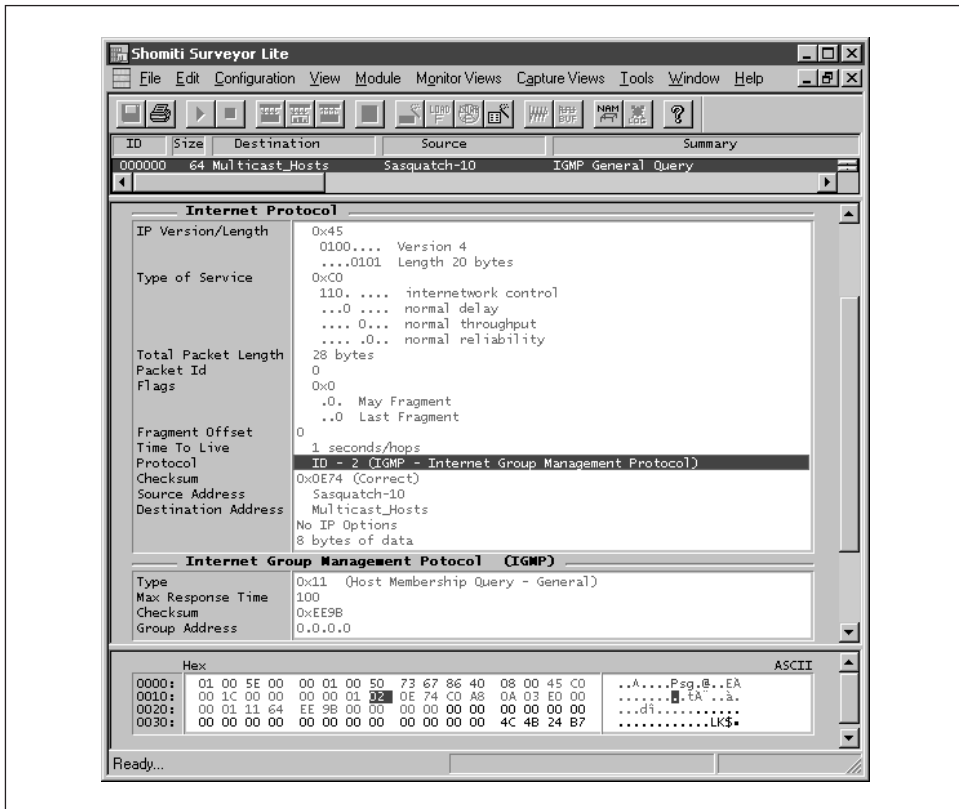 Shomiti Surveyor Lite
File Edit Configuration View Module Monitor Views Capture Views Tools Window Help
ID Size Destination Source Summary
000000 64 Multicast_Hosts Sasquatch-10 IGMP General Query
Internet Protocol
IP Version/Length 0x45
0100.... Version 4
....0101 Length 20 bytes
Type of Service 0xC0
110. .... internetwork control
...0 .... normal delay
.... 0... normal throughput
.... .0.. normal reliability
Total Packet Length 28 bytes
Packet Id 0
Flags 0x0
.0. May Fragment
..0 Last Fragment
Fragment Offset 0
Time To Live 1 seconds/hops
Protocol ID - 2 (IGMP - Internet Group Management Protocol)
Checksum 0x0E74 (Correct)
Source Address Sasquatch-10
Destination Address Multicast_Hosts
No IP Options
8 bytes of data
Internet Group Management Potocol (IGMP)
Type 0x11 (Host Membership Query - General)
Max Response Time 100
Checksum 0xEE9B
Group Address 0.0.0.0
Hex ASCII
0000: 01 00 5E 00 00 01 00 50 73 67 86 40 08 00 45 C0 ..^....Psg.@..EÀ
0010: 00 1C 00 00 00 00 01 02 0E 74 C0 A8 0A 03 E0 00 .........tÀ¨..à.
0020: 00 01 11 64 EE 9B 00 00 00 00 00 00 00 00 00 00 ...dî...........
0030: 00 00 00 00 00 00 00 00 00 00 00 00 4C 4B 24 B7 ............LK$▪
Ready...